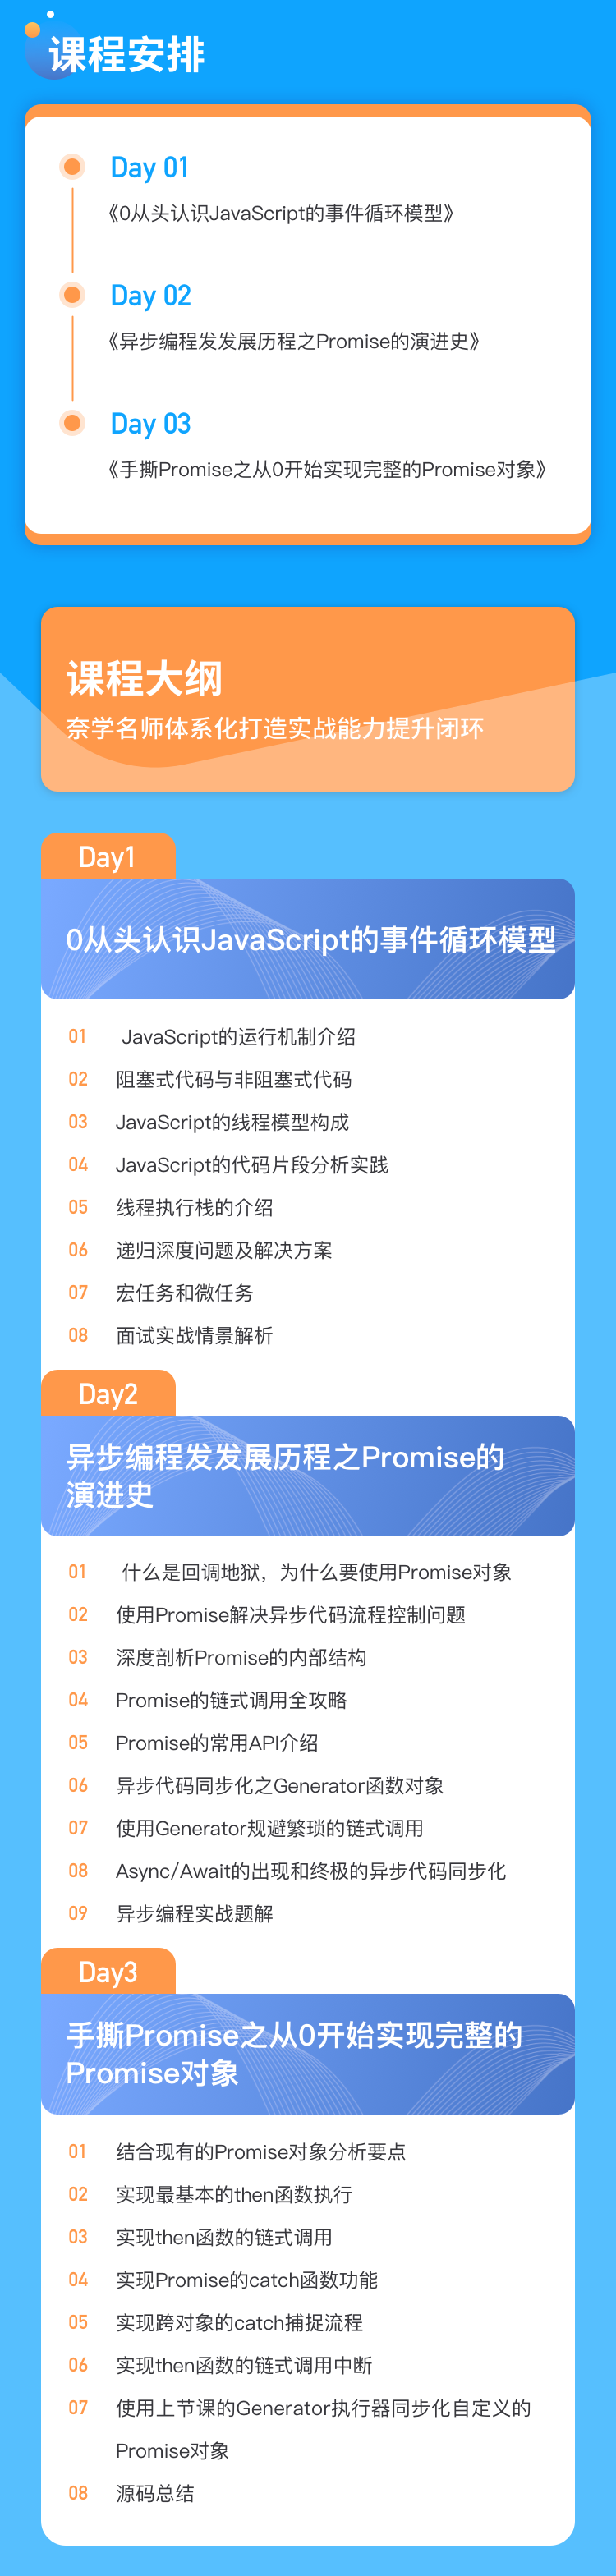 课程安排
Day 01
《0从头认识JavaScript的事件循环模型》
Day 02
《异步编程发发展历程之Promise的演进史》
Day 03
《手撕Promise之从0开始实现完整的Promise对象》
课程大纲
奈学名师体系化打造实战能力提升闭环
Day1
0从头认识JavaScript的事件循环模型
01 JavaScript的运行机制介绍
02 阻塞式代码与非阻塞式代码
03 JavaScript的线程模型构成
04 JavaScript的代码片段分析实践
05 线程执行栈的介绍
06 递归深度问题及解决方案
07 宏任务和微任务
08 面试实战情景解析
Day2
异步编程发发展历程之Promise的
演进史
01 什么是回调地狱，为什么要使用Promise对象
02 使用Promise解决异步代码流程控制问题
03 深度剖析Promise的内部结构
04 Promise的链式调用全攻略
05 Promise的常用API介绍
06 异步代码同步化之Generator函数对象
07 使用Generator规避繁琐的链式调用
08 Async/Await的出现和终极的异步代码同步化
09 异步编程实战题解
Day3
手撕Promise之从0开始实现完整的
Promise对象
01 结合现有的Promise对象分析要点
02 实现最基本的then函数执行
03 实现then函数的链式调用
04 实现Promise的catch函数功能
05 实现跨对象的catch捕捉流程
06 实现then函数的链式调用中断
07 使用上节课的Generator执行器同步化自定义的
Promise对象
08 源码总结